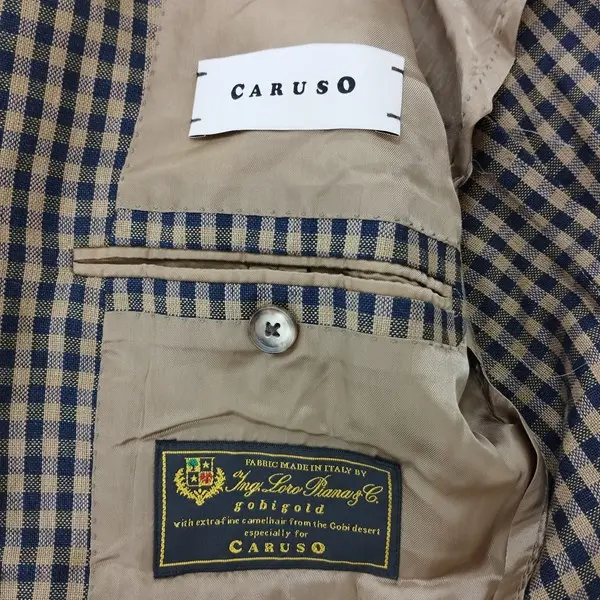 CARUSO
FABRIC MADE IN ITALY BY
Ing. Loro Piana & C.
gobigold
with extra-fine camelhair from the Gobi desert
especially for
CARUSO